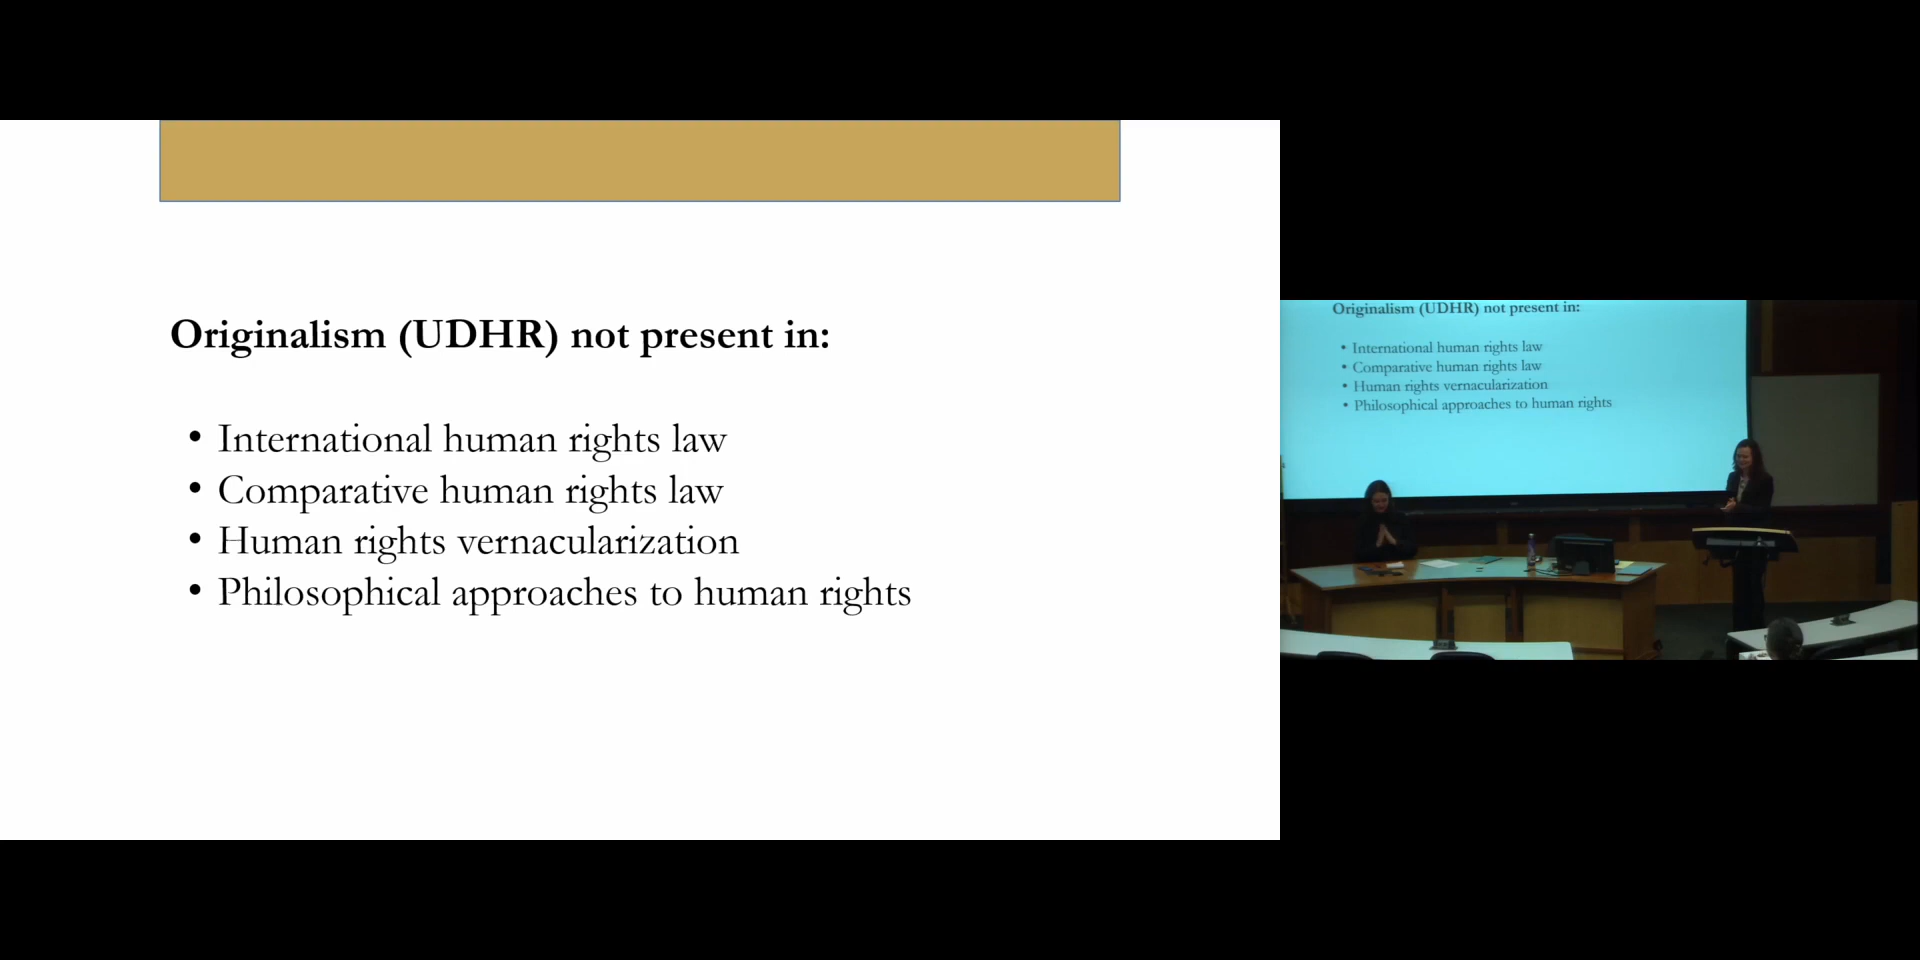 Originalism (UDHR) not present in:
• International human rights law
• Comparative human rights law
• Human rights vernacularization
• Philosophical approaches to human rights
Originalism (UDHR) not present in:
• International human rights law
• Comparative human rights law
• Human rights vernacularization
• Philosophical approaches to human rights